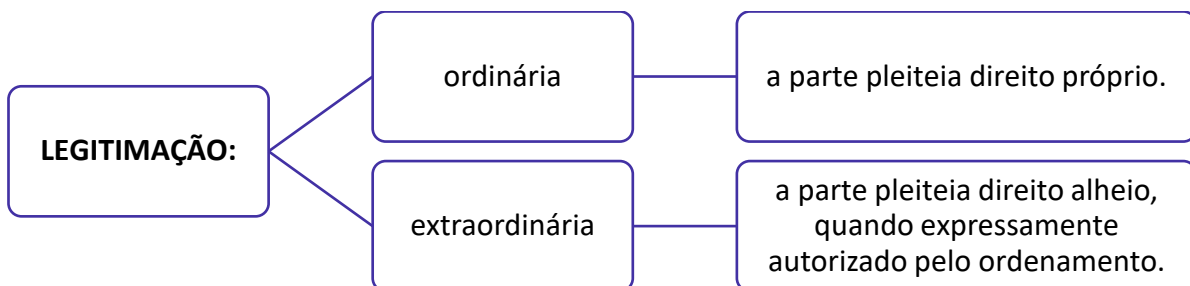 LEGITIMAÇÃO:
ordinária
a parte pleiteia direito próprio.
extraordinária
a parte pleiteia direito alheio,
quando expressamente
autorizado pelo ordenamento.